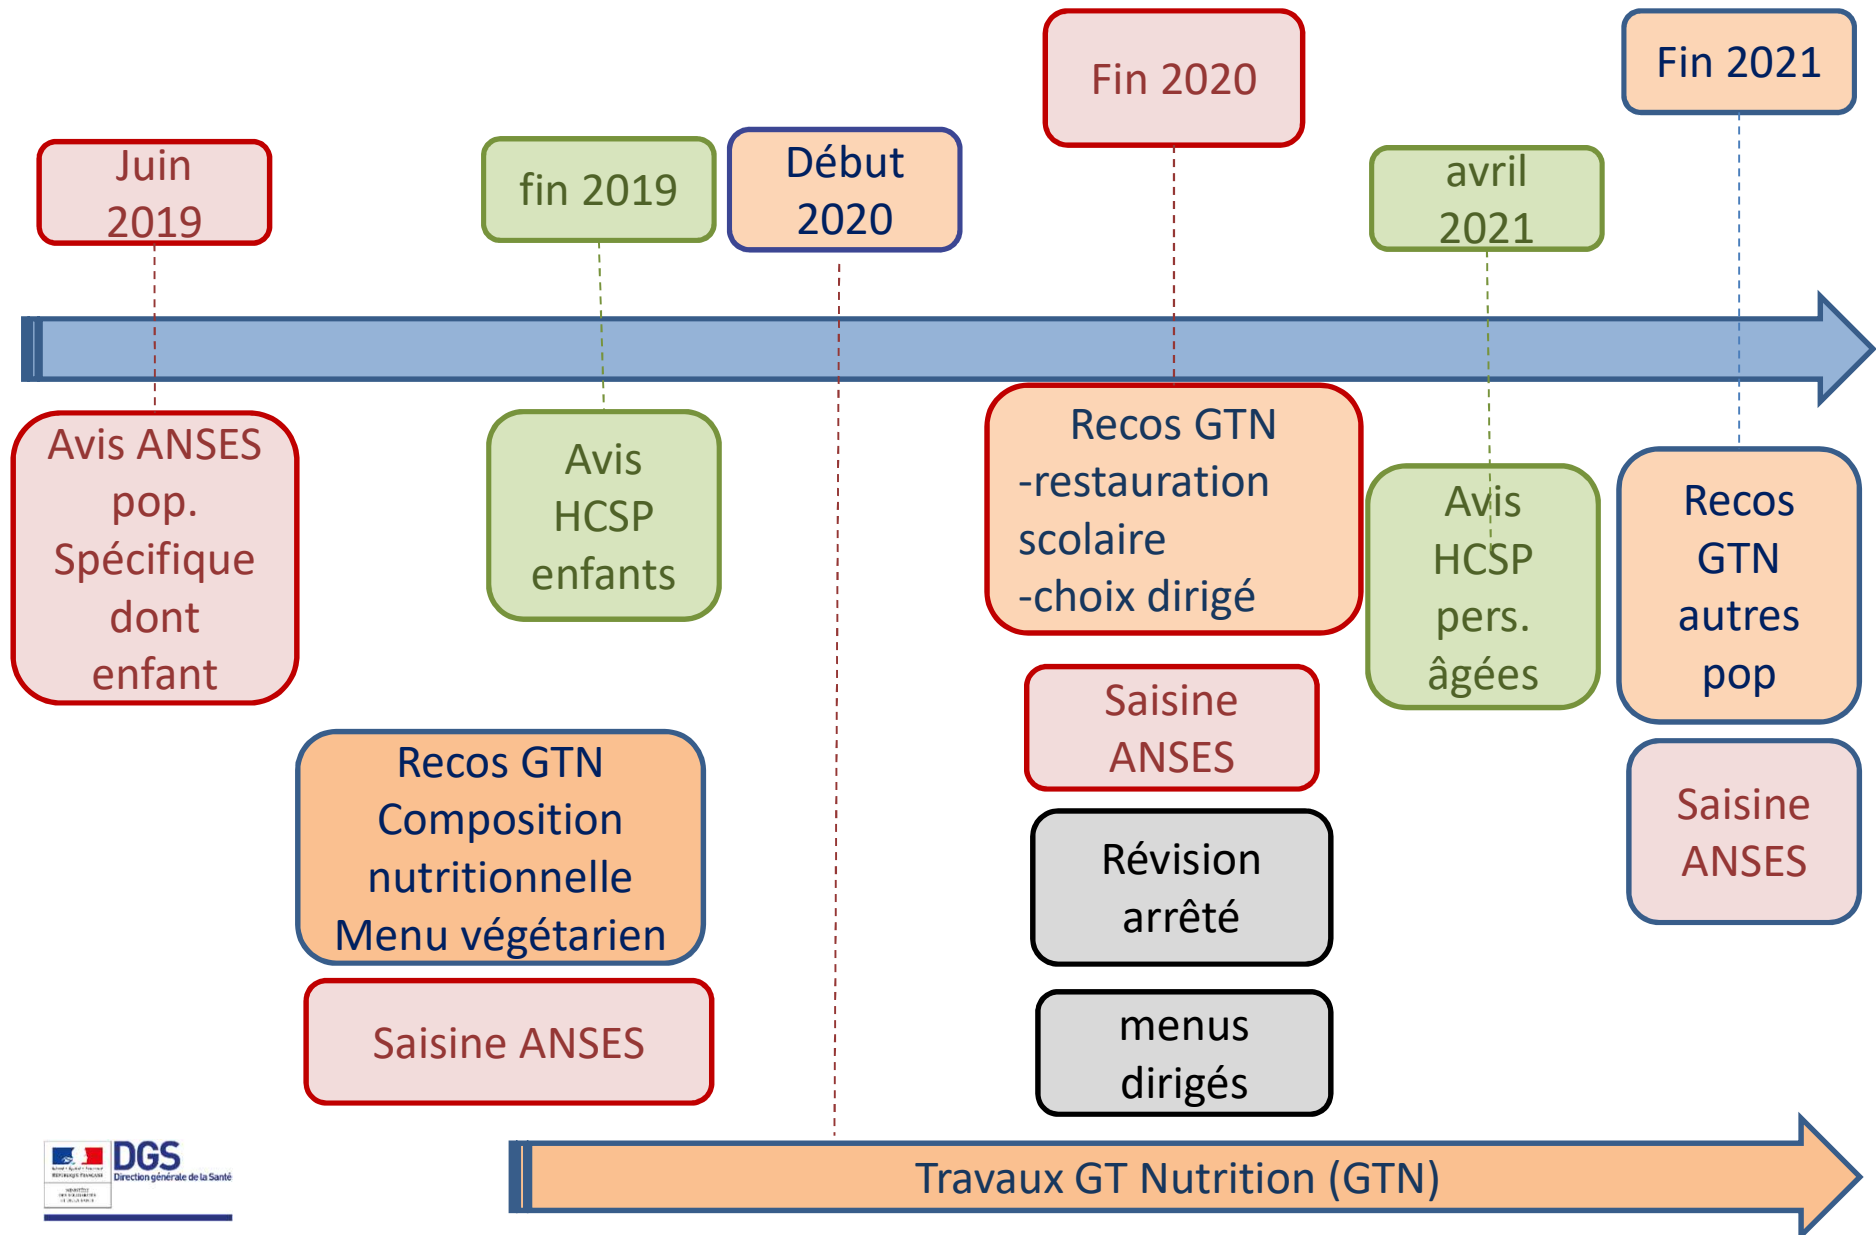 Juin
2019
fin 2019
Début
2020
Fin 2020
avril
2021
Fin 2021
Avis ANSES
pop.
Spécifique
dont
enfant
Avis
HCSP
enfants
Recos GTN
-restauration
scolaire
-choix dirigé
Avis
HCSP
pers.
âgées
Recos
GTN
autres
pop
Recos GTN
Composition
nutritionnelle
Menu végétarien
Saisine ANSES
Saisine
ANSES
Révision
arrêté
menus
dirigés
Saisine
ANSES
Travaux GT Nutrition (GTN)
DGS
Direction générale de la Santé